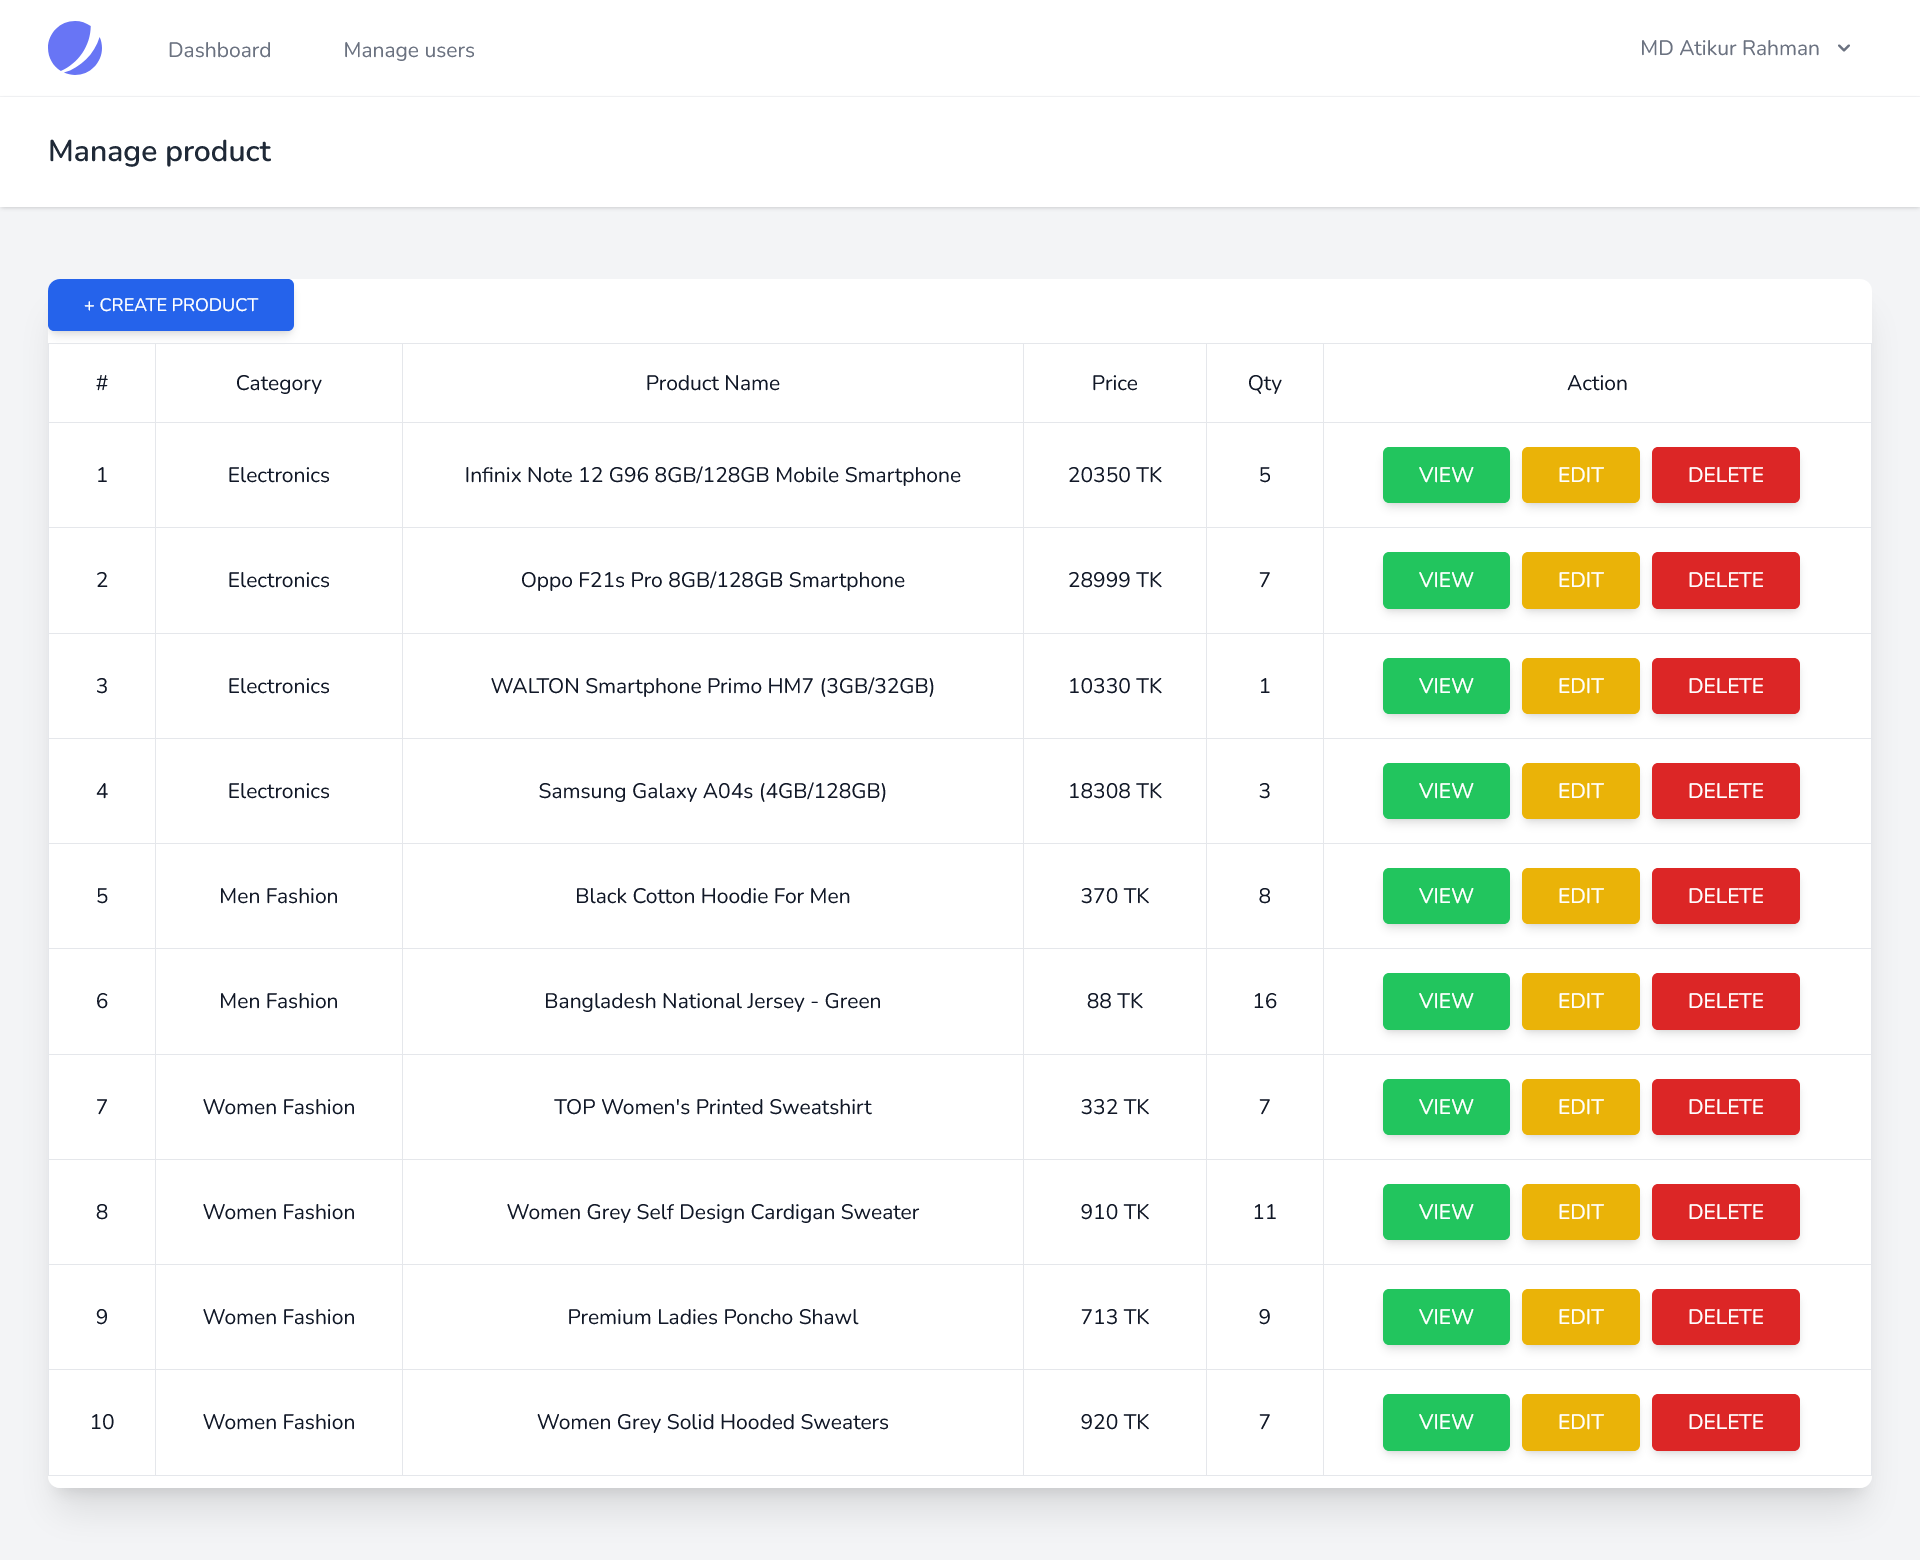 Dashboard Manage users MD Atikur Rahman
Manage product
+ CREATE PRODUCT
# Category Product Name Price Qty Action
1 Electronics Infinix Note 12 G96 8GB/128GB Mobile Smartphone 20350 TK 5 VIEW EDIT DELETE
2 Electronics Oppo F21s Pro 8GB/128GB Smartphone 28999 TK 7 VIEW EDIT DELETE
3 Electronics WALTON Smartphone Primo HM7 (3GB/32GB) 10330 TK 1 VIEW EDIT DELETE
4 Electronics Samsung Galaxy A04s (4GB/128GB) 18308 TK 3 VIEW EDIT DELETE
5 Men Fashion Black Cotton Hoodie For Men 370 TK 8 VIEW EDIT DELETE
6 Men Fashion Bangladesh National Jersey - Green 88 TK 16 VIEW EDIT DELETE
7 Women Fashion TOP Women's Printed Sweatshirt 332 TK 7 VIEW EDIT DELETE
8 Women Fashion Women Grey Self Design Cardigan Sweater 910 TK 11 VIEW EDIT DELETE
9 Women Fashion Premium Ladies Poncho Shawl 713 TK 9 VIEW EDIT DELETE
10 Women Fashion Women Grey Solid Hooded Sweaters 920 TK 7 VIEW EDIT DELETE